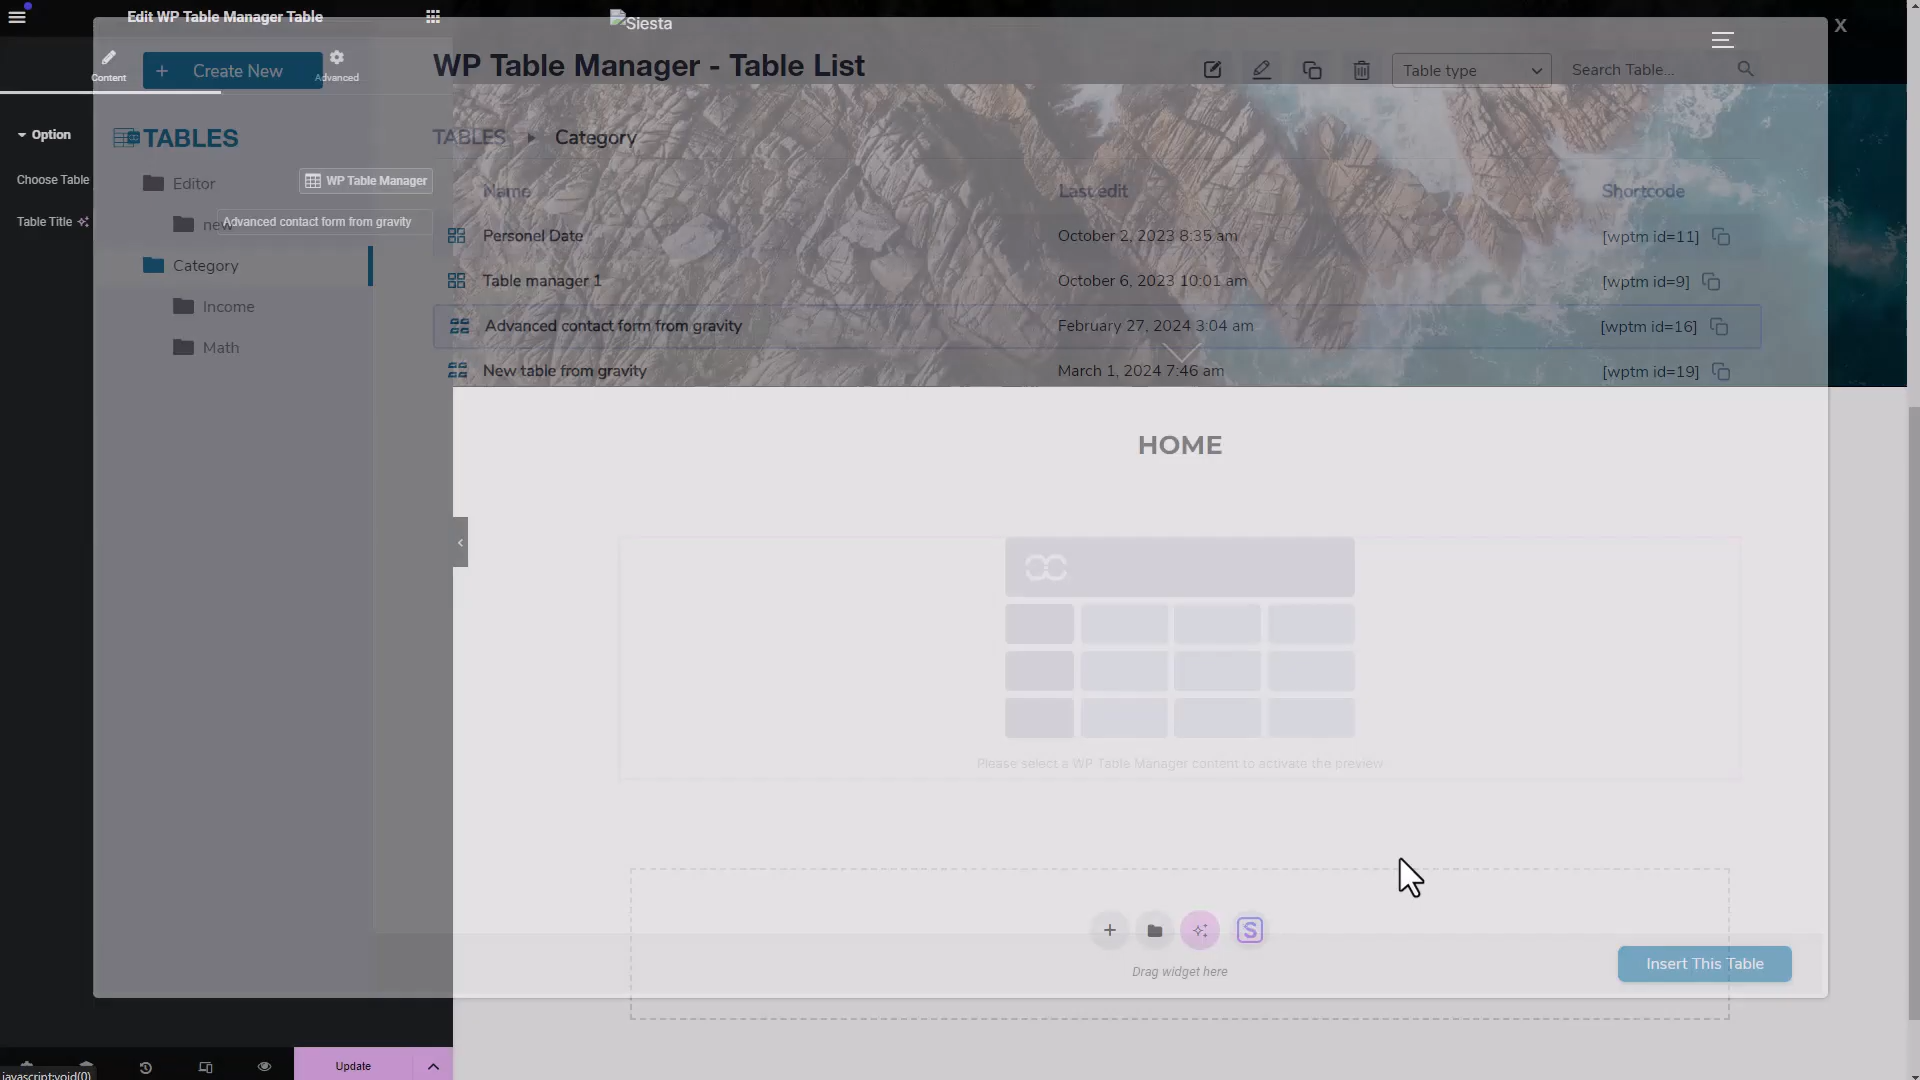 Edit WP Table Manager Table
Siesta
X
Content
Create New
Advanced
WP Table Manager - Table List
Table type
Search Table...
Option
TABLES
TABLES
Category
Choose Table
Editor
WP Table Manager
Name
Last edit
Shortcode
Table Title
new
Advanced contact form from gravity
Personel Date
October 2, 2023 8:35 am
[wptm id=11]
Category
Table manager 1
October 6, 2023 10:01 am
[wptm id=9]
Income
Advanced contact form from gravity
February 27, 2024 3:04 am
[wptm id=16]
Math
New table from gravity
March 1, 2024 7:46 am
[wptm id=19]
HOME
Please select a WP Table Manager content to activate the preview
S
Drag widget here
Insert This Table
Update
javascript:void(0)